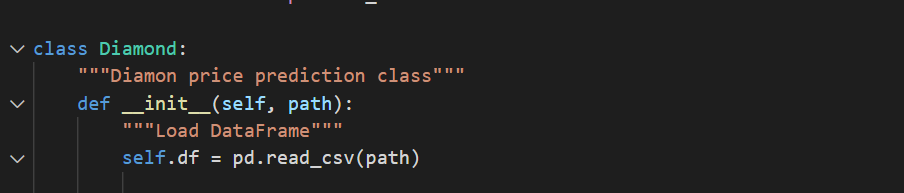 class Diamond:
"""Diamon price prediction class"""
def __init__(self, path):
"""Load DataFrame"""
self.df = pd.read_csv(path)